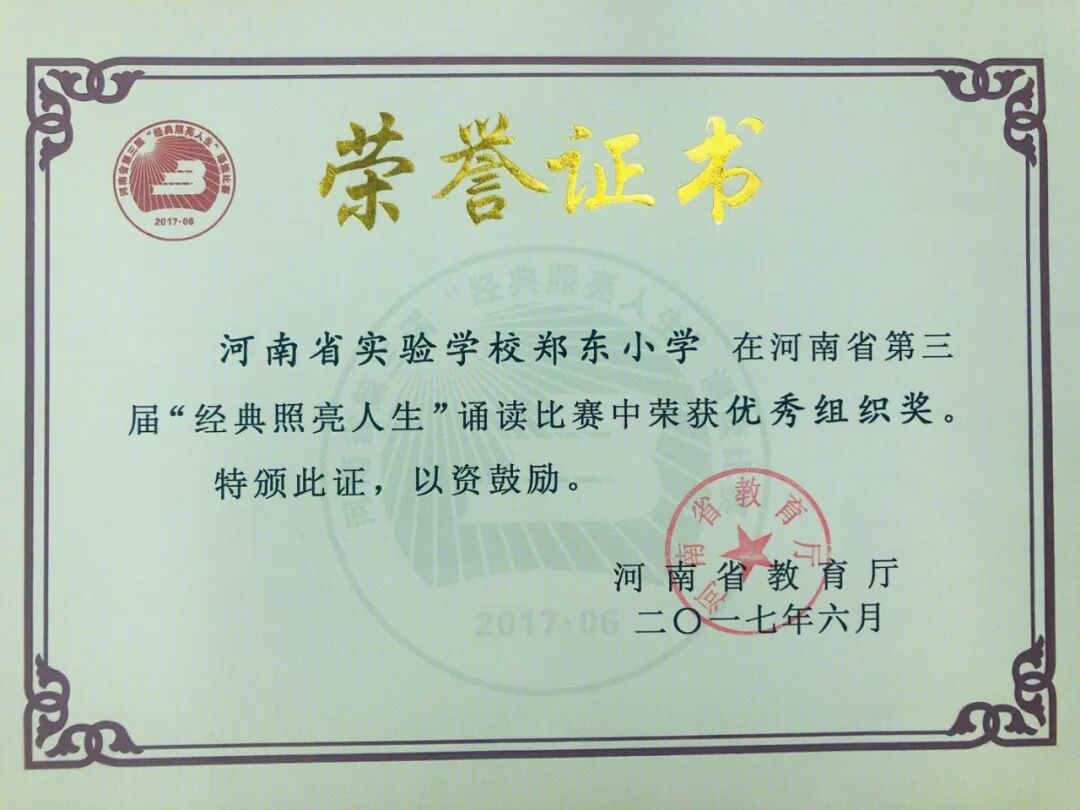 河南省第三届“经典照亮人生”诵读比赛
2017·06
荣誉证书
河南省实验学校郑东小学 在河南省第三
届“经典照亮人生”诵读比赛中荣获优秀组织奖。
特颁此证，以资鼓励。
河南省教育厅
二〇一七年六月
河南省教育厅
2017·06